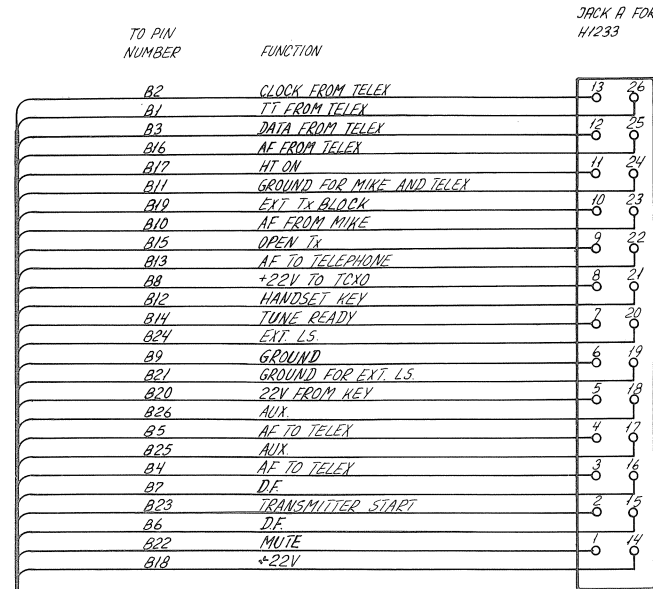 JACK A FOR
TO PIN H1233
NUMBER FUNCTION
B2 CLOCK FROM TELEX 13 26
B1 TT FROM TELEX
B3 DATA FROM TELEX 12 25
B16 AF FROM TELEX
B17 HT ON 11 24
B11 GROUND FOR MIKE AND TELEX
B19 EXT Tx BLOCK 10 23
B10 AF FROM MIKE
B15 OPEN Tx 9 22
B13 AF TO TELEPHONE
B8 +22V TO TCXO 8 21
B12 HANDSET KEY
B14 TUNE READY 7 20
B24 EXT. LS.
B9 GROUND 6 19
B21 GROUND FOR EXT. LS.
B20 22V FROM KEY 5 18
B26 AUX.
B5 AF TO TELEX 4 17
B25 AUX.
B4 AF TO TELEX 3 16
B7 D.F.
B23 TRANSMITTER START 2 15
B6 D.F.
B22 MUTE 1 14
B18 +22V